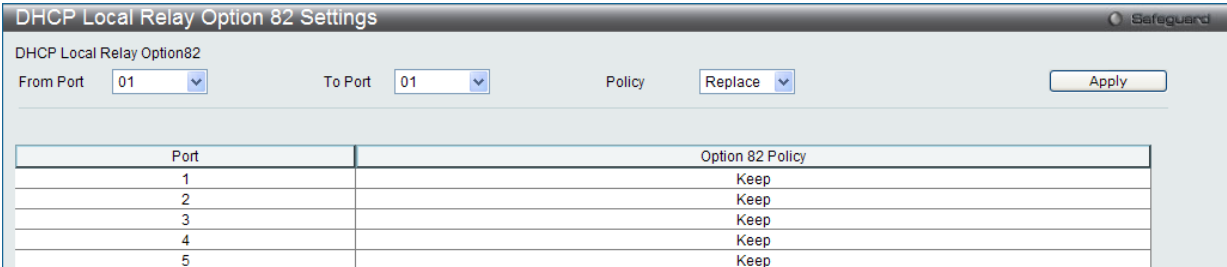 DHCP Local Relay Option 82 Settings
Safeguard
DHCP Local Relay Option82
From Port 01 To Port 01 Policy Replace Apply
Port Option 82 Policy
1 Keep
2 Keep
3 Keep
4 Keep
5 Keep